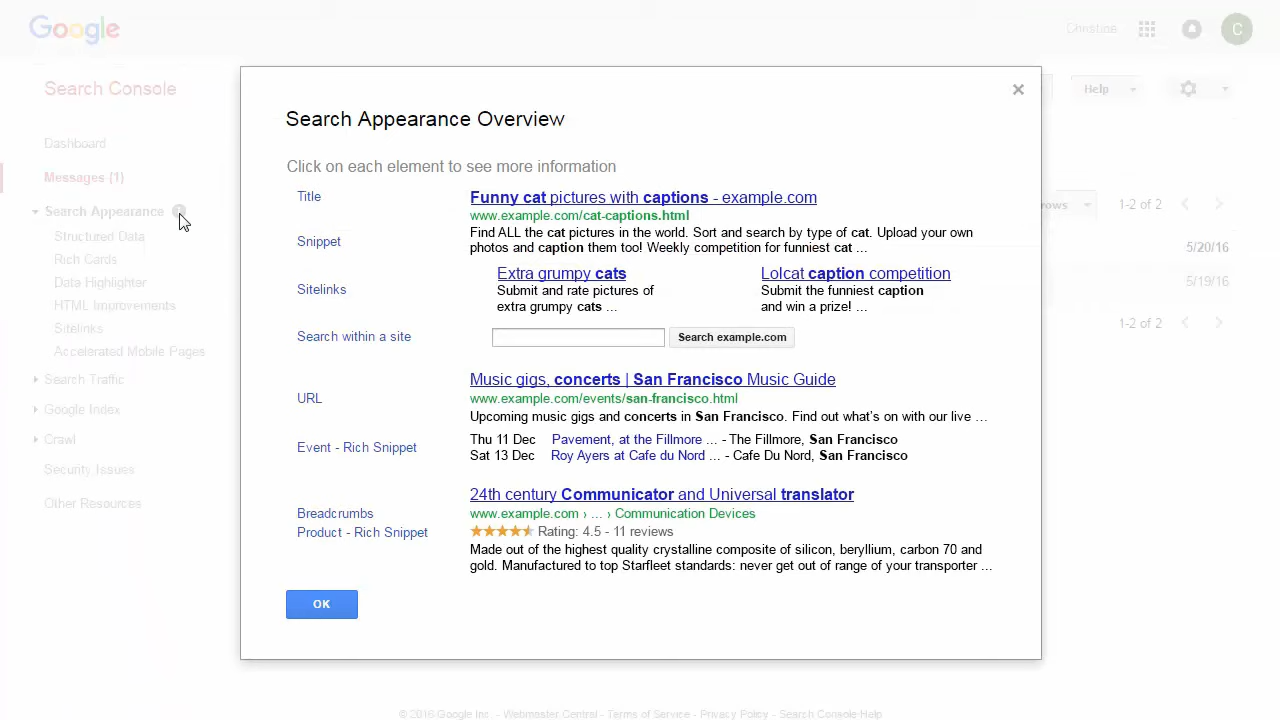 Google
Christina
C
Search Console
Help
Dashboard
Messages (1)
Search Appearance
Structured Data
Rich Cards
Data Highlighter
HTML Improvements
Sitelinks
Accelerated Mobile Pages
Search Traffic
Google Index
Crawl
Security Issues
Other Resources
Search Appearance Overview
Click on each element to see more information
Title
Funny cat pictures with captions - example.com
www.example.com/cat-captions.html
Snippet
Find ALL the cat pictures in the world. Sort and search by type of cat. Upload your own
photos and caption them too! Weekly competition for funniest cat ...
Sitelinks
Extra grumpy cats
Submit and rate pictures of
extra grumpy cats ...
Lolcat caption competition
Submit the funniest caption
and win a prize! ...
Search within a site
Search example.com
Music gigs, concerts | San Francisco Music Guide
URL
www.example.com/events/san-francisco.html
Upcoming music gigs and concerts in San Francisco. Find out what's on with our live ...
Event - Rich Snippet
Thu 11 Dec Pavement, at the Fillmore ... - The Fillmore, San Francisco
Sat 13 Dec Roy Ayers at Cafe du Nord ... - Cafe Du Nord, San Francisco
24th century Communicator and Universal translator
Breadcrumbs
www.example.com › ... › Communication Devices
Product - Rich Snippet
Rating: 4.5 - 11 reviews
Made out of the highest quality crystalline composite of silicon, beryllium, carbon 70 and
gold. Manufactured to top Starfleet standards: never get out of range of your transporter ...
OK
rows
1-2 of 2
5/20/16
5/19/16
1-2 of 2
© 2016 Google Inc. - Webmaster Central - Terms of Service - Privacy Policy - Search Console Help